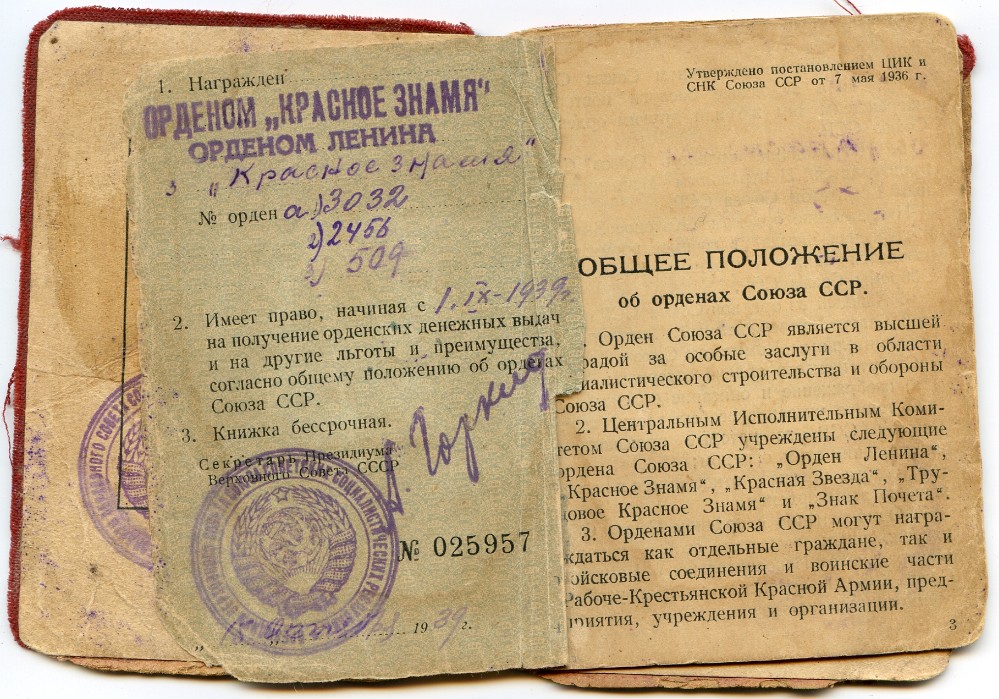 1. Награжден
ОРДЕНОМ „КРАСНОЕ ЗНАМЯ"
ОРДЕНОМ ЛЕНИНА
3 „Красное знамя"
№ орден а) 3032
2) 2456
3) 509
2. Имеет право, начиная с 1.IX-1939г.
на получение орденских денежных выдач
и на другие льготы и преимущества,
согласно общему положению об орденах
Союза ССР.
3. Книжка бессрочная.
Секретарь Президиума
Верховного Совета СССР
А. Горкин
№ 025957
1939 г.
Утверждено постановлением ЦИК и
СНК Союза ССР от 7 мая 1936 г.
ОБЩЕЕ ПОЛОЖЕНИЕ
об орденах Союза ССР.
Орден Союза ССР является высшей
радой за особые заслуги в области
иалистического строительства и обороны
Союза ССР.
2. Центральным Исполнительным Коми-
тетом Союза ССР учреждены следующие
ордена Союза ССР: „Орден Ленина",
„Красное Знамя", „Красная Звезда", „Тру-
довое Красное Знамя" и „Знак Почета".
3. Орденами Союза ССР могут награ-
ждаться как отдельные граждане, так и
войсковые соединения и воинские части
Рабоче-Крестьянской Красной Армии, пред-
приятия, учреждения и организации.
3